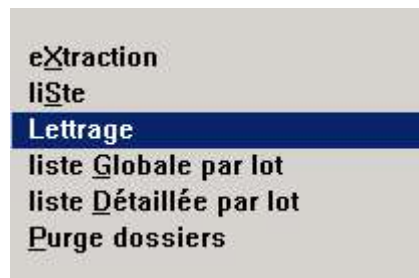 eXtraction
liSte
Lettrage
liste Globale par lot
liste Détaillée par lot
Purge dossiers